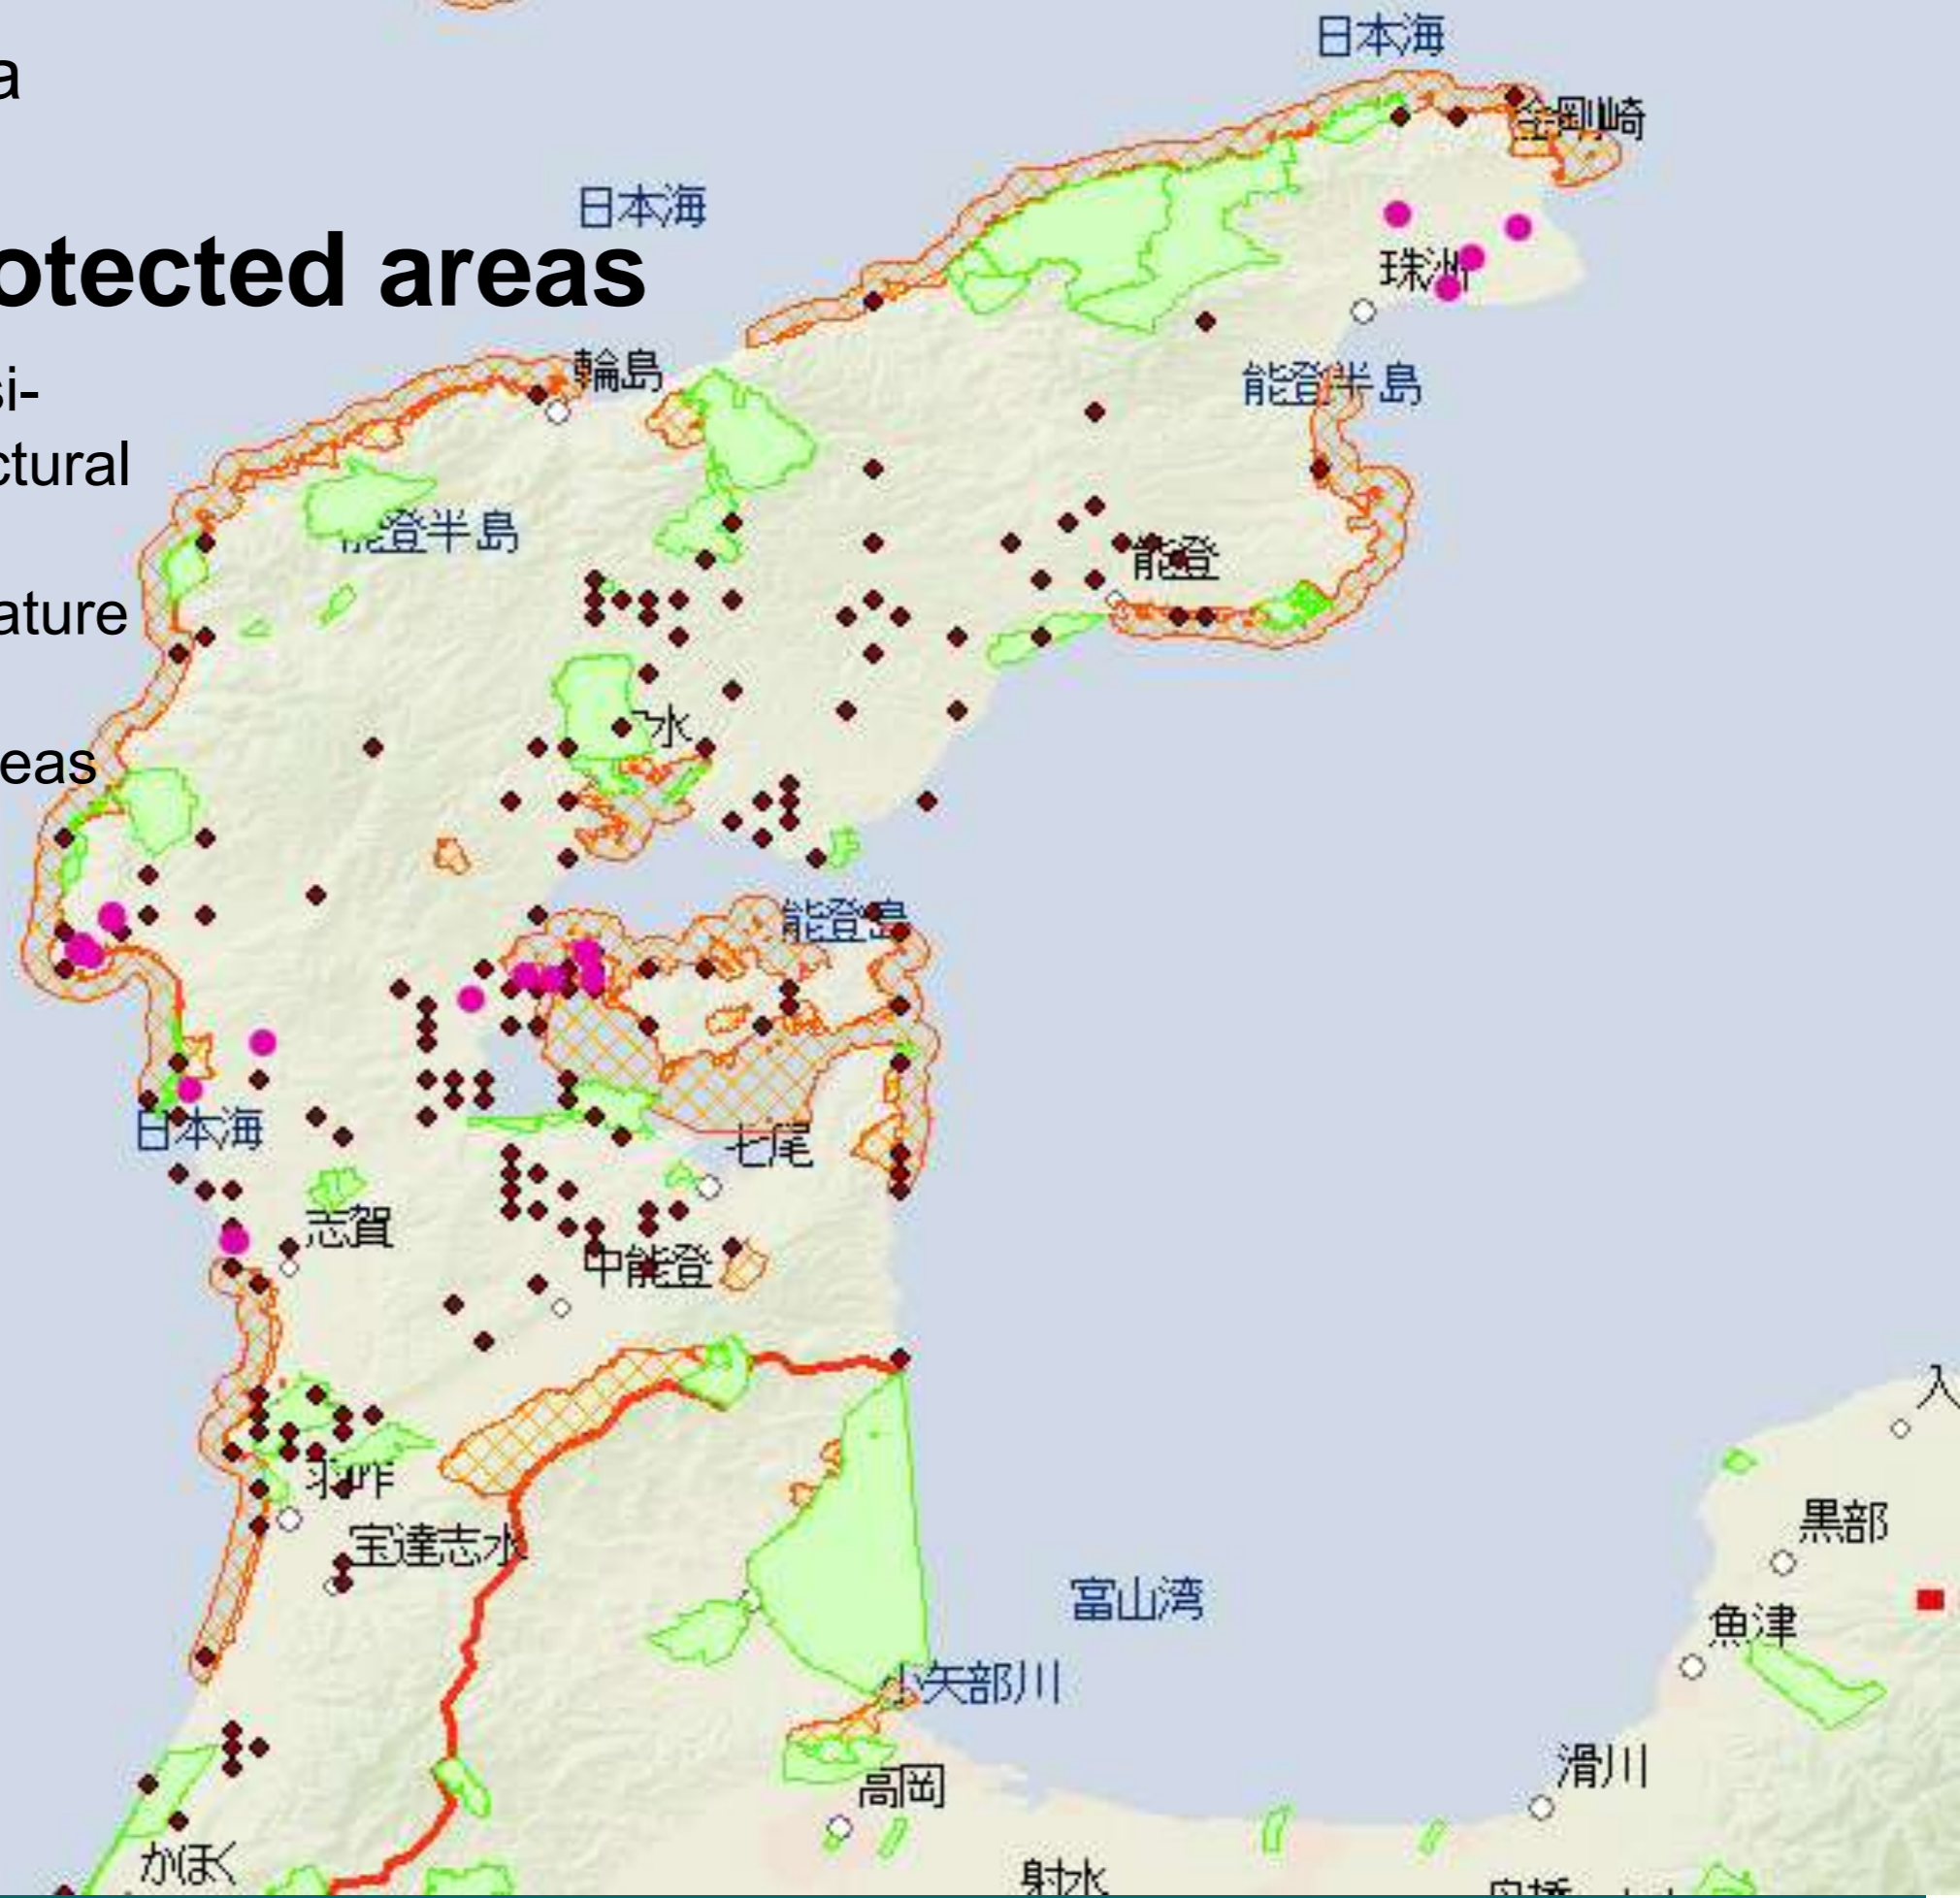 a
日本海
金剛崎
日本海
otected areas
珠洲
輪島
si-
能登半島
ctural
能登半島
能登
ature
水
eas
能登島
日本海
七尾
志賀
中能登
入
羽咋
黒部
宝達志水
富山湾
魚津
小矢部川
滑川
高岡
かほく
射水